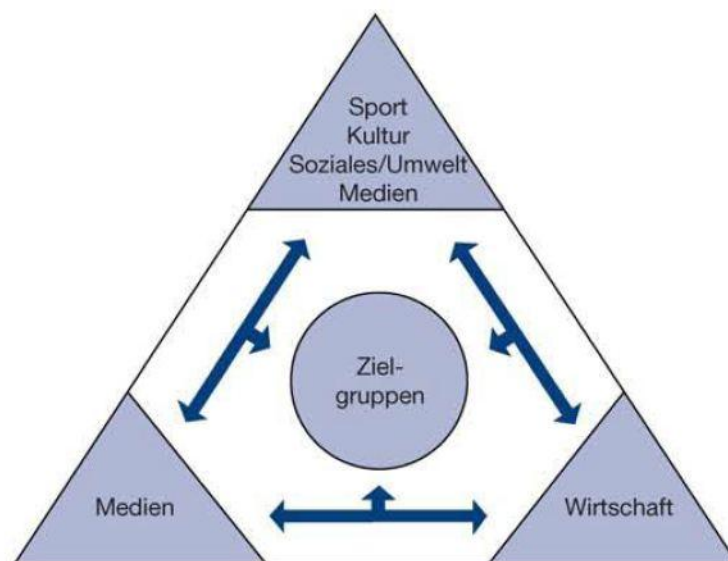 Sport
Kultur
Soziales/Umwelt
Medien
Ziel-
gruppen
Medien
Wirtschaft